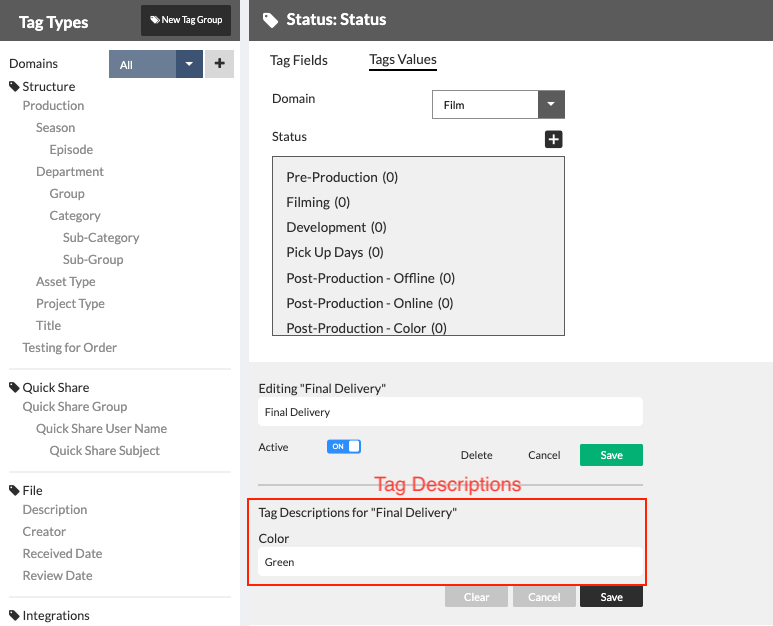 Tag Types
New Tag Group
Domains
All
Structure
Production
Season
Episode
Department
Group
Category
Sub-Category
Sub-Group
Asset Type
Project Type
Title
Testing for Order
Quick Share
Quick Share Group
Quick Share User Name
Quick Share Subject
File
Description
Creator
Received Date
Review Date
Integrations
Status: Status
Tag Fields Tags Values
Domain Film
Status
Pre-Production (0)
Filming (0)
Development (0)
Pick Up Days (0)
Post-Production - Offline (0)
Post-Production - Online (0)
Post-Production - Color (0)
Editing "Final Delivery"
Final Delivery
Active ON Delete Cancel Save
Tag Descriptions
Tag Descriptions for "Final Delivery"
Color
Green
Clear Cancel Save